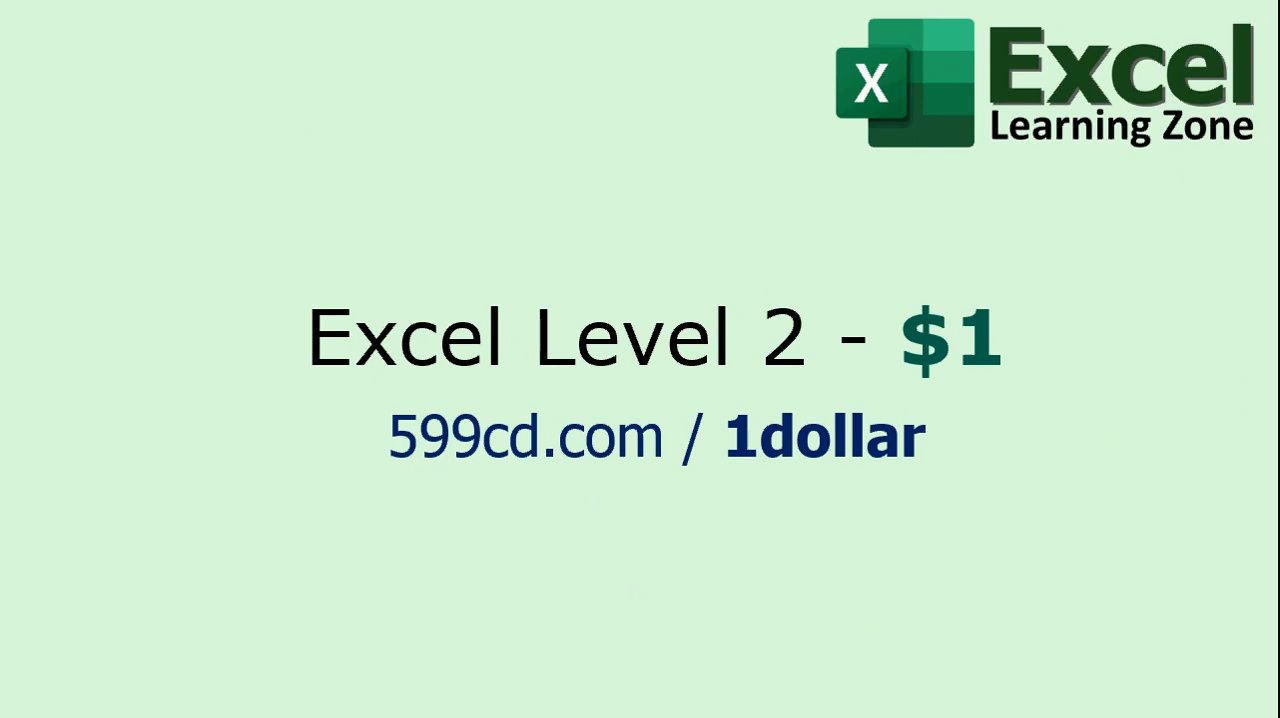 X
Excel
Learning Zone
Excel Level 2 - $1
599cd.com / 1dollar